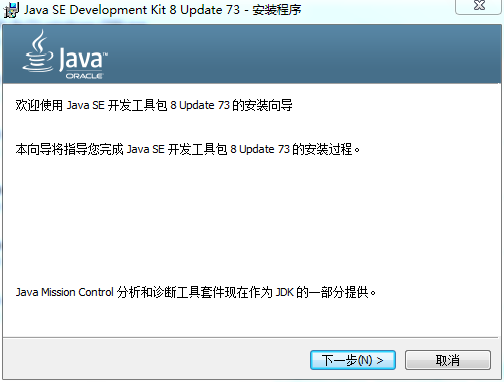 Java SE Development Kit 8 Update 73 - 安装程序
Java
ORACLE
欢迎使用 Java SE 开发工具包 8 Update 73 的安装向导
本向导将指导您完成 Java SE 开发工具包 8 Update 73 的安装过程。
Java Mission Control 分析和诊断工具套件现在作为 JDK 的一部分提供。
下一步(N) > 取消